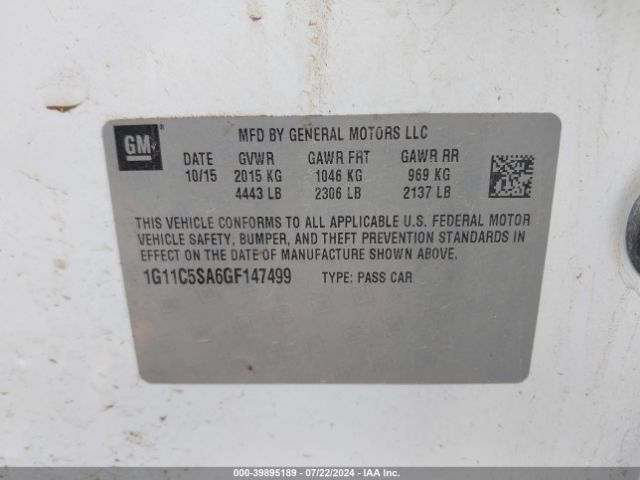 GM ®
MFD BY GENERAL MOTORS LLC
DATE GVWR GAWR FRT GAWR RR
10/15 2015 KG 1046 KG 969 KG
4443 LB 2306 LB 2137 LB
THIS VEHICLE CONFORMS TO ALL APPLICABLE U.S. FEDERAL MOTOR
VEHICLE SAFETY, BUMPER, AND THEFT PREVENTION STANDARDS IN
EFFECT ON THE DATE OF MANUFACTURE SHOWN ABOVE.
1G11C5SA6GF147499 TYPE: PASS CAR
000-39895189 - 07/22/2024 - IAA Inc.